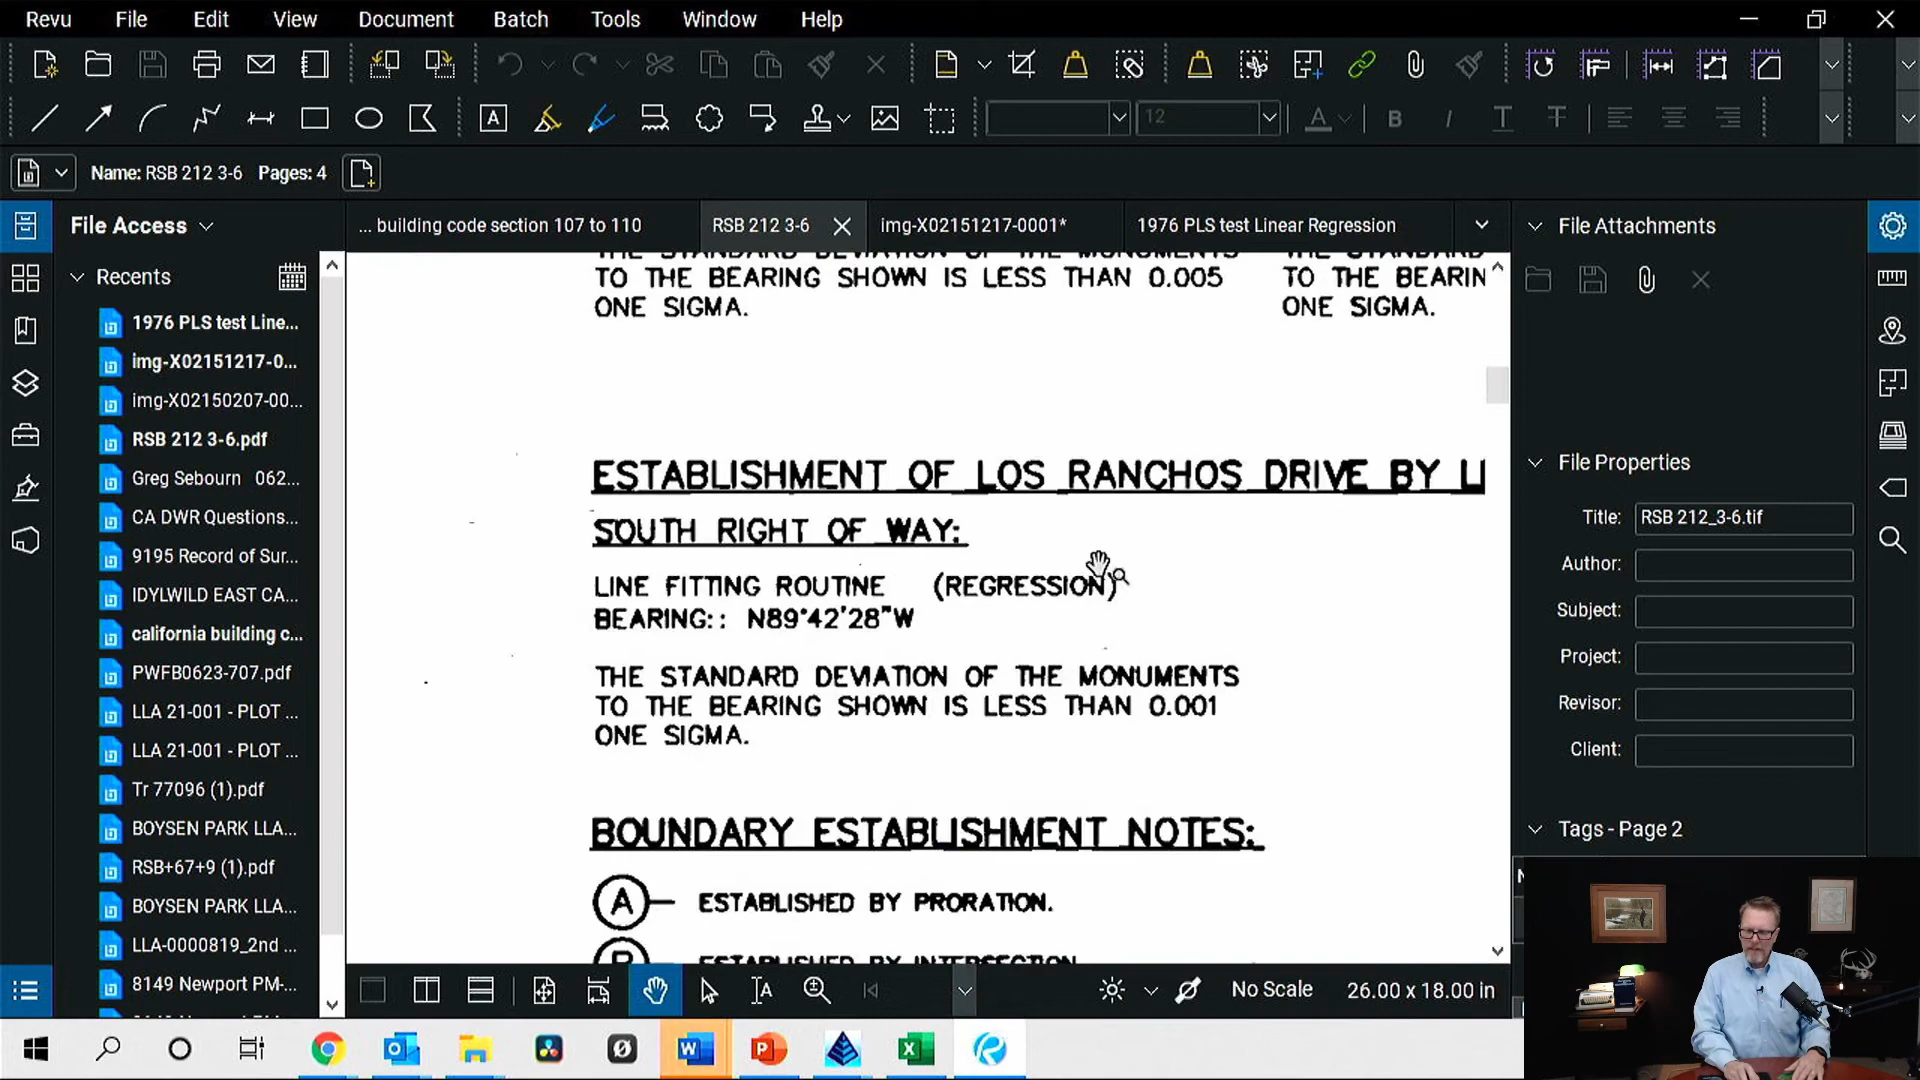 Revu File Edit View Document Batch Tools Window Help
12
Name: RSB 212 3-6 Pages: 4
File Access
... building code section 107 to 110
RSB 212 3-6
img-X02151217-0001*
1976 PLS test Linear Regression
File Attachments
Recents
1976 PLS test Line...
img-X02151217-0...
img-X02150207-00...
RSB 212 3-6.pdf
Greg Sebourn 062...
CA DWR Questions...
9195 Record of Sur...
IDYLWILD EAST CA...
california building c...
PWFB0623-707.pdf
LLA 21-001 - PLOT ...
LLA 21-001 - PLOT ...
Tr 77096 (1).pdf
BOYSEN PARK LLA...
RSB+67+9 (1).pdf
BOYSEN PARK LLA...
LLA-0000819_2nd ...
8149 Newport PM-...
TO THE BEARING SHOWN IS LESS THAN 0.005
ONE SIGMA.
TO THE BEARIN
ONE SIGMA.
ESTABLISHMENT OF LOS RANCHOS DRIVE BY LI
SOUTH RIGHT OF WAY:
LINE FITTING ROUTINE (REGRESSION)
BEARING:: N89°42'28"W
THE STANDARD DEVIATION OF THE MONUMENTS
TO THE BEARING SHOWN IS LESS THAN 0.001
ONE SIGMA.
BOUNDARY ESTABLISHMENT NOTES:
A ESTABLISHED BY PRORATION.
B ESTABLISHED BY INTERSECTION
File Properties
Title: RSB 212_3-6.tif
Author:
Subject:
Project:
Revisor:
Client:
Tags - Page 2
No Scale 26.00 x 18.00 in